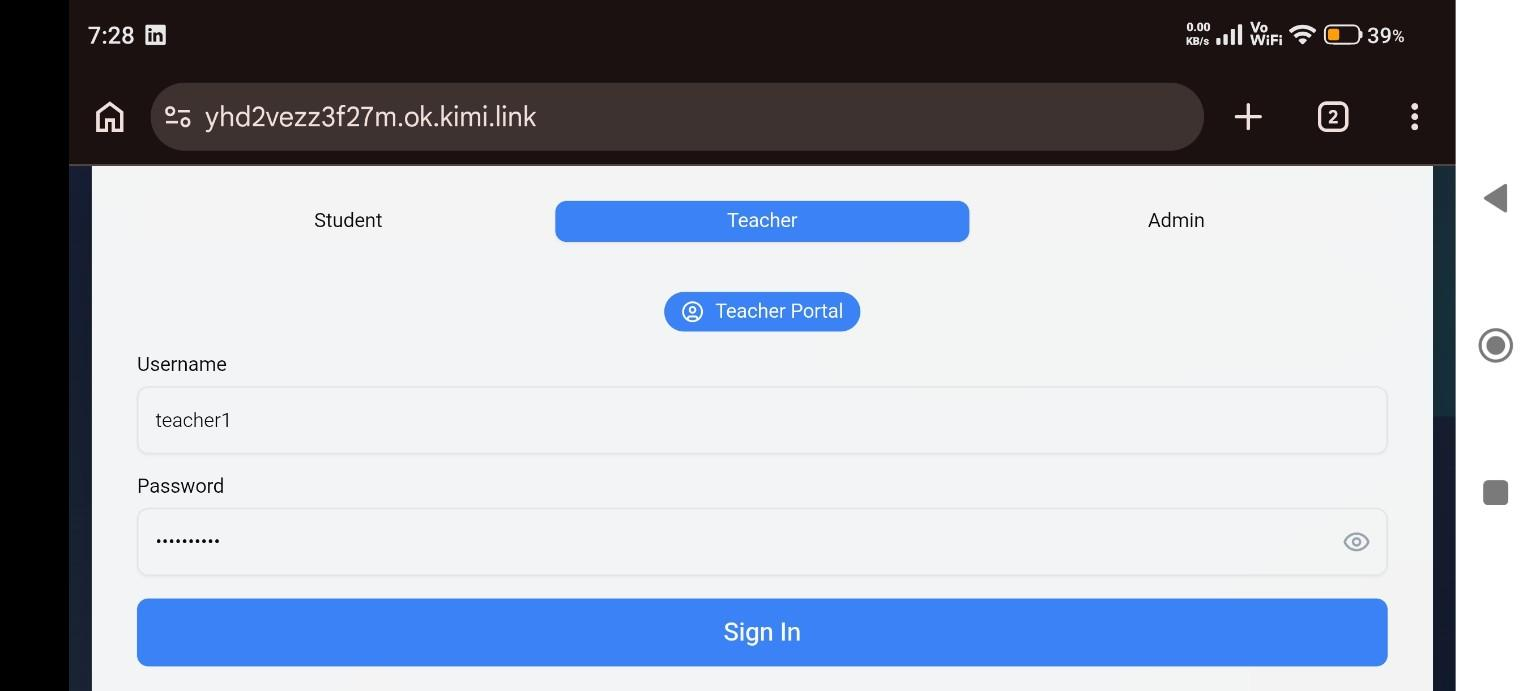 7:28 in 0.00 KB/s Vo WiFi 39%
yhd2vezz3f27m.ok.kimi.link 2
Student Teacher Admin
Teacher Portal
Username
teacher1
Password
••••••••••
Sign In